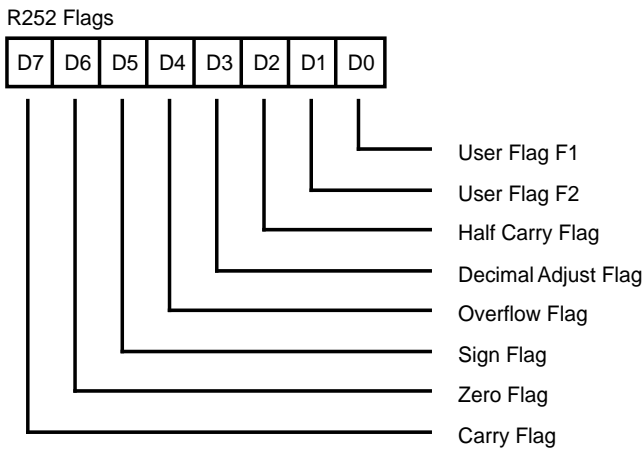 R252 Flags
D7 D6 D5 D4 D3 D2 D1 D0
User Flag F1
User Flag F2
Half Carry Flag
Decimal Adjust Flag
Overflow Flag
Sign Flag
Zero Flag
Carry Flag